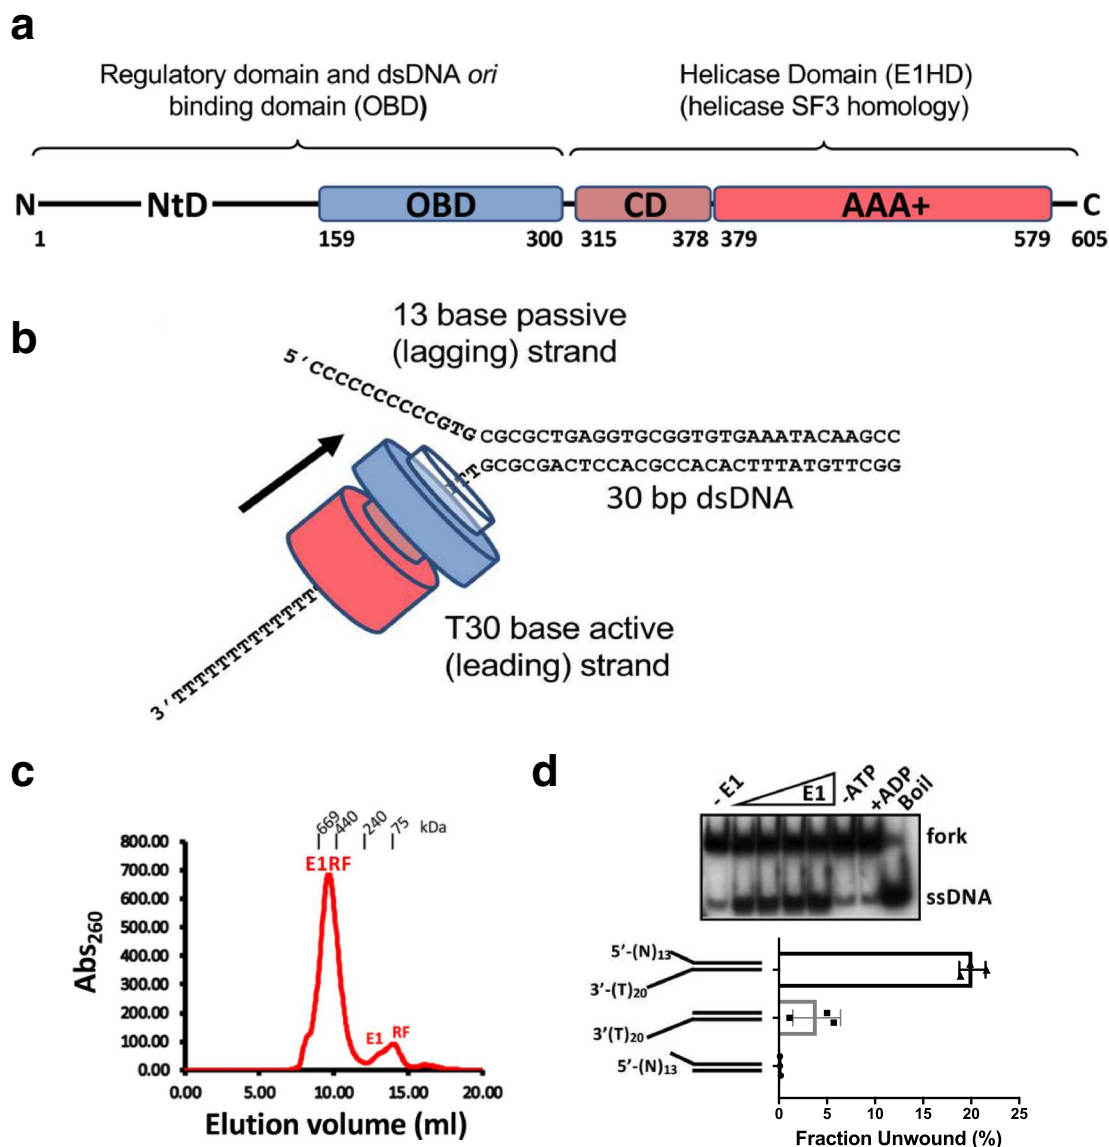 a
Regulatory domain and dsDNA ori
binding domain (OBD)
Helicase Domain (E1HD)
(helicase SF3 homology)
N NtD OBD CD AAA+ C
1 159 300 315 378 379 579 605
b
13 base passive
(lagging) strand
5´CCCCCCCCCCGTG
CGCGCTGAGGTGCGGTGTGAAATACAAGCC
TT GCGCGACTCCACGCCACACTTTATGTTCGG
30 bp dsDNA
T30 base active
(leading) strand
c
669 440 240 75 kDa
E1RF
E1 RF
800.00
700.00
600.00
500.00
400.00
300.00
200.00
100.00
0.00
Abs260
0.00 5.00 10.00 15.00 20.00
Elution volume (ml)
d
- E1 E1 -ATP +ADP Boil
fork
ssDNA
5’-(N)13
3’-(T)20
3’(T)20
5’-(N)13
0 5 10 15 20 25
Fraction Unwound (%)